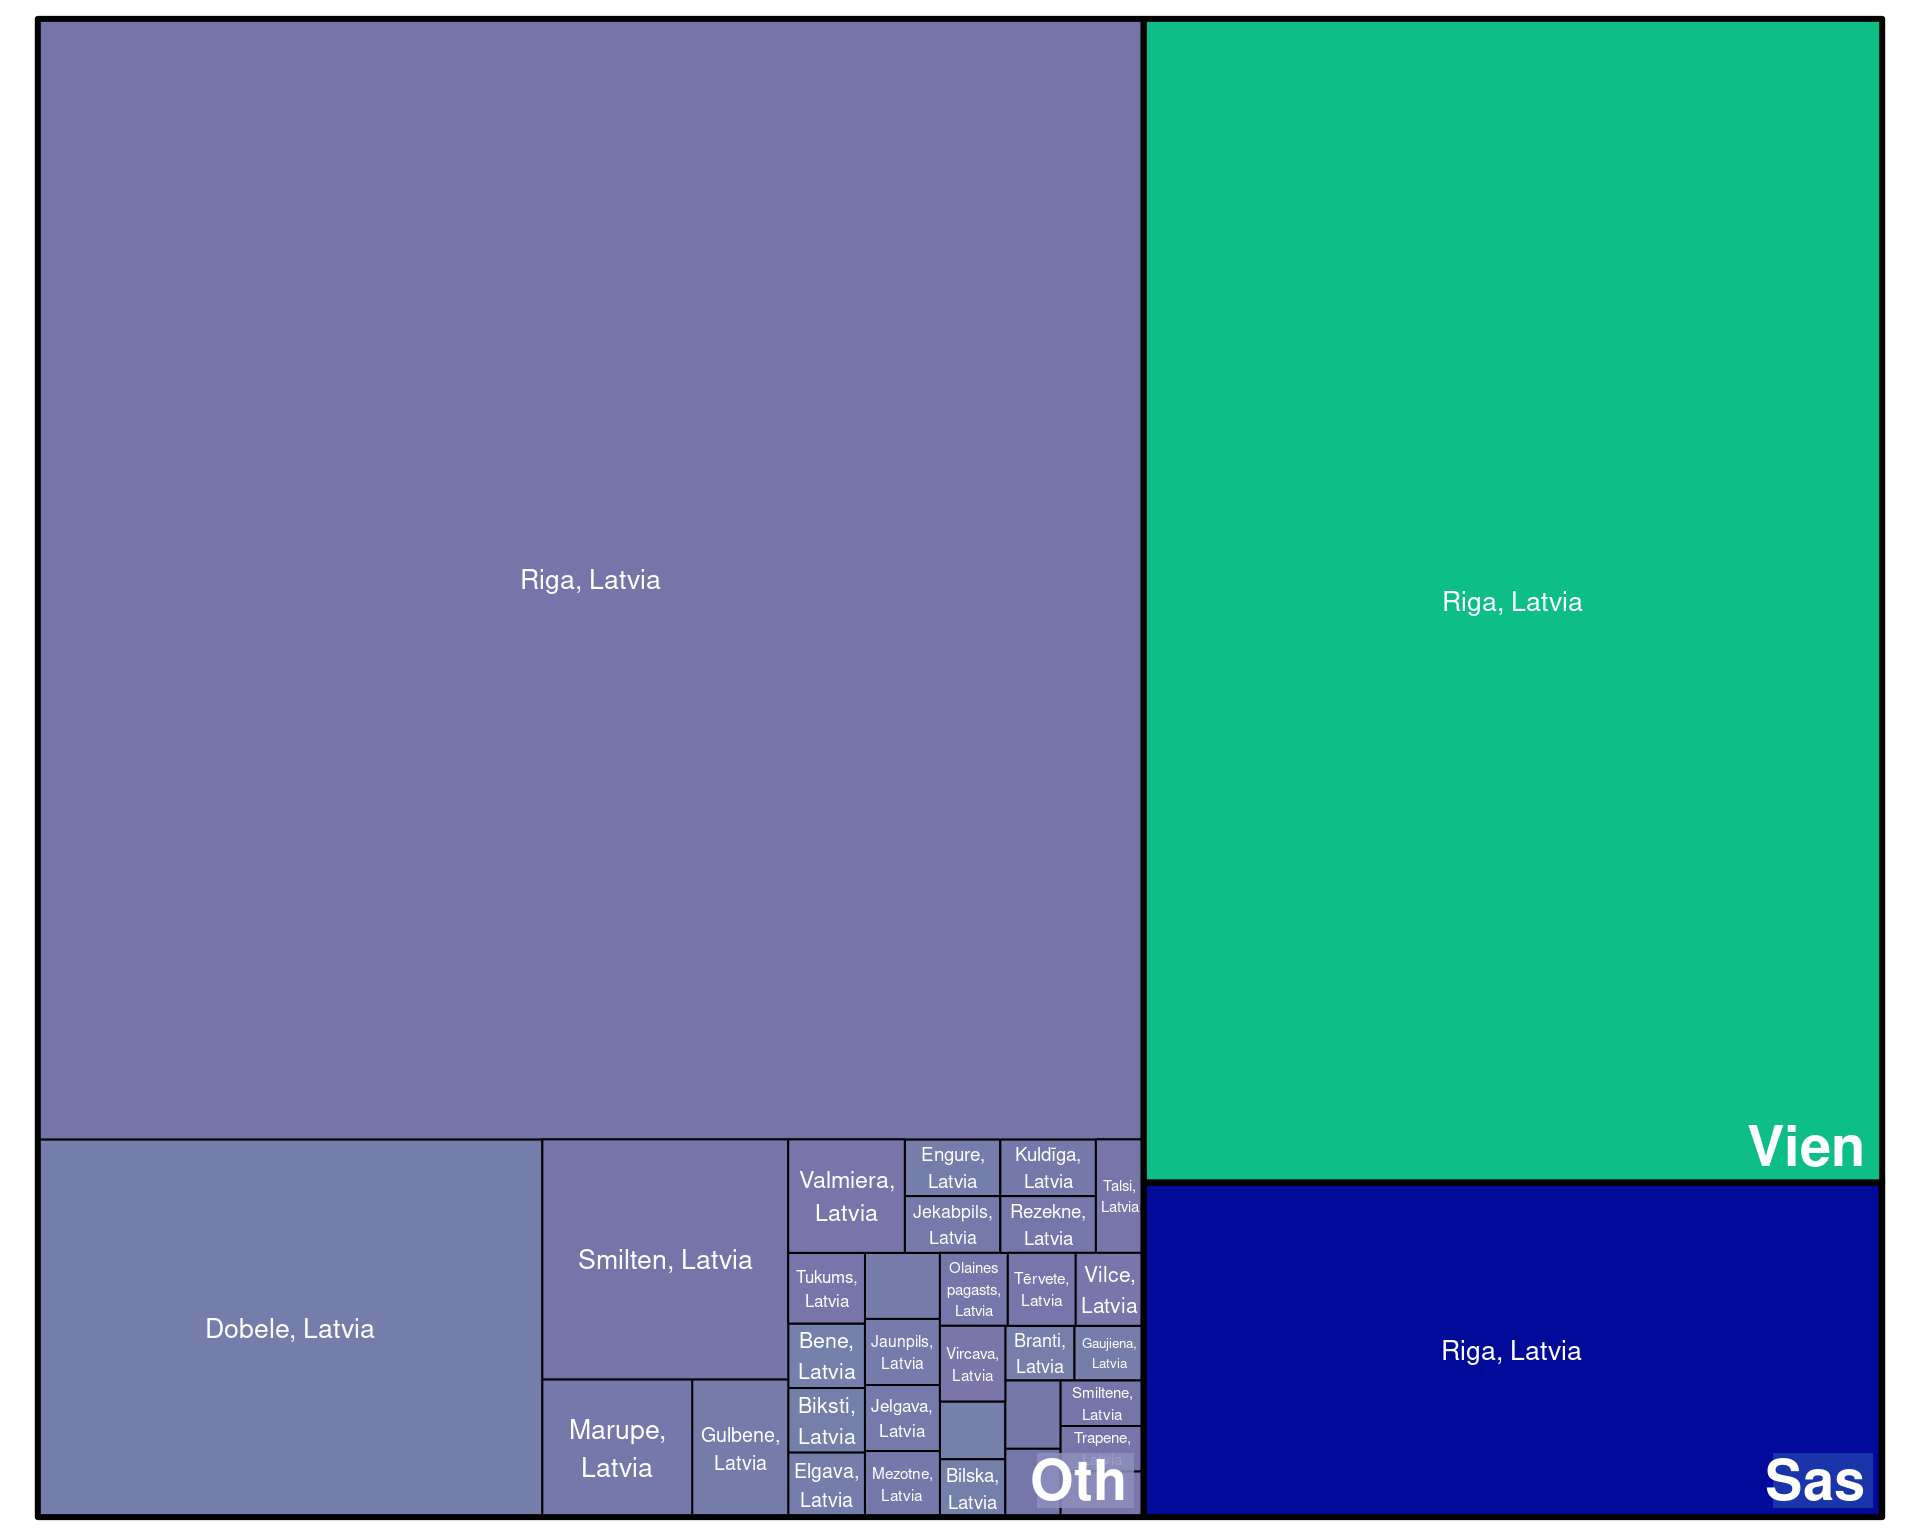 Riga, Latvia
Riga, Latvia
Vien
Dobele, Latvia
Smilten, Latvia
Marupe,
Latvia
Gulbene,
Latvia
Valmiera,
Latvia
Engure,
Latvia
Kuldīga,
Latvia
Jekabpils,
Latvia
Rezekne,
Latvia
Talsi,
Latvia
Tukums,
Latvia
Bene,
Latvia
Biksti,
Latvia
Elgava,
Latvia
Jaunpils,
Latvia
Jelgava,
Latvia
Mezotne,
Latvia
Olaines
pagasts,
Latvia
Tērvete,
Latvia
Vilce,
Latvia
Vircava,
Latvia
Branti,
Latvia
Gaujiena,
Latvia
Smiltene,
Latvia
Trapene,
Bilska,
Latvia
Oth
Riga, Latvia
Sas